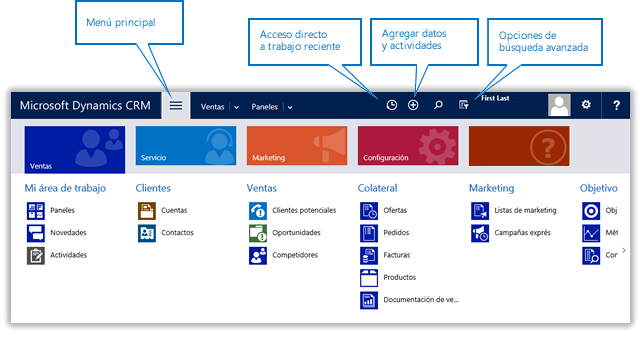 Menú principal
Acceso directo
a trabajo reciente
Agregar datos
y actividades
Opciones de
búsqueda avanzada
Microsoft Dynamics CRM
Ventas
Paneles
First Last
?
Ventas
Servicio
Marketing
Configuración
?
Mi área de trabajo
Paneles
Novedades
Actividades
Clientes
Cuentas
Contactos
Ventas
Clientes potenciales
Oportunidades
Competidores
Colateral
Ofertas
Pedidos
Facturas
Productos
Documentación de ve...
Marketing
Listas de marketing
Campañas exprés
Objetivo
Obj
Mét
Cor